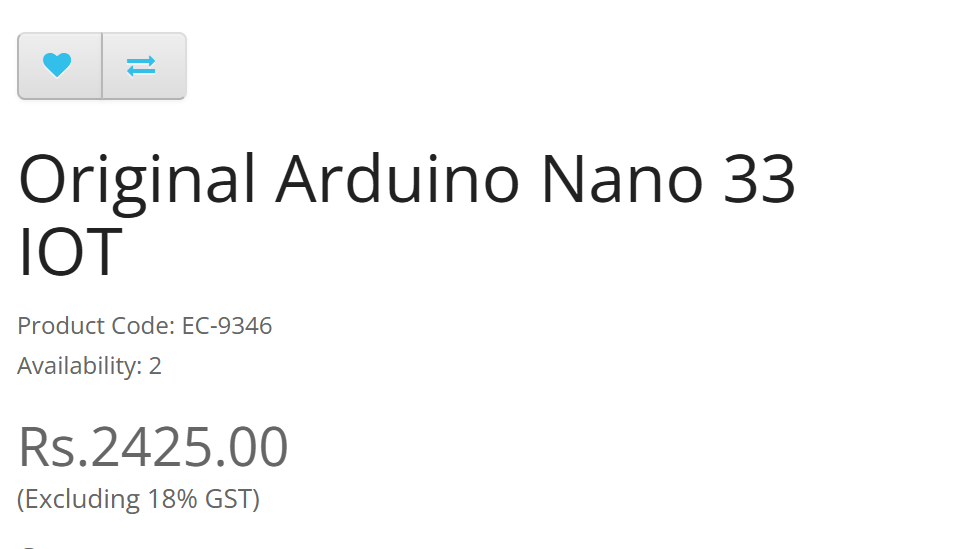 Original Arduino Nano 33
IOT
Product Code: EC-9346
Availability: 2
Rs.2425.00
(Excluding 18% GST)